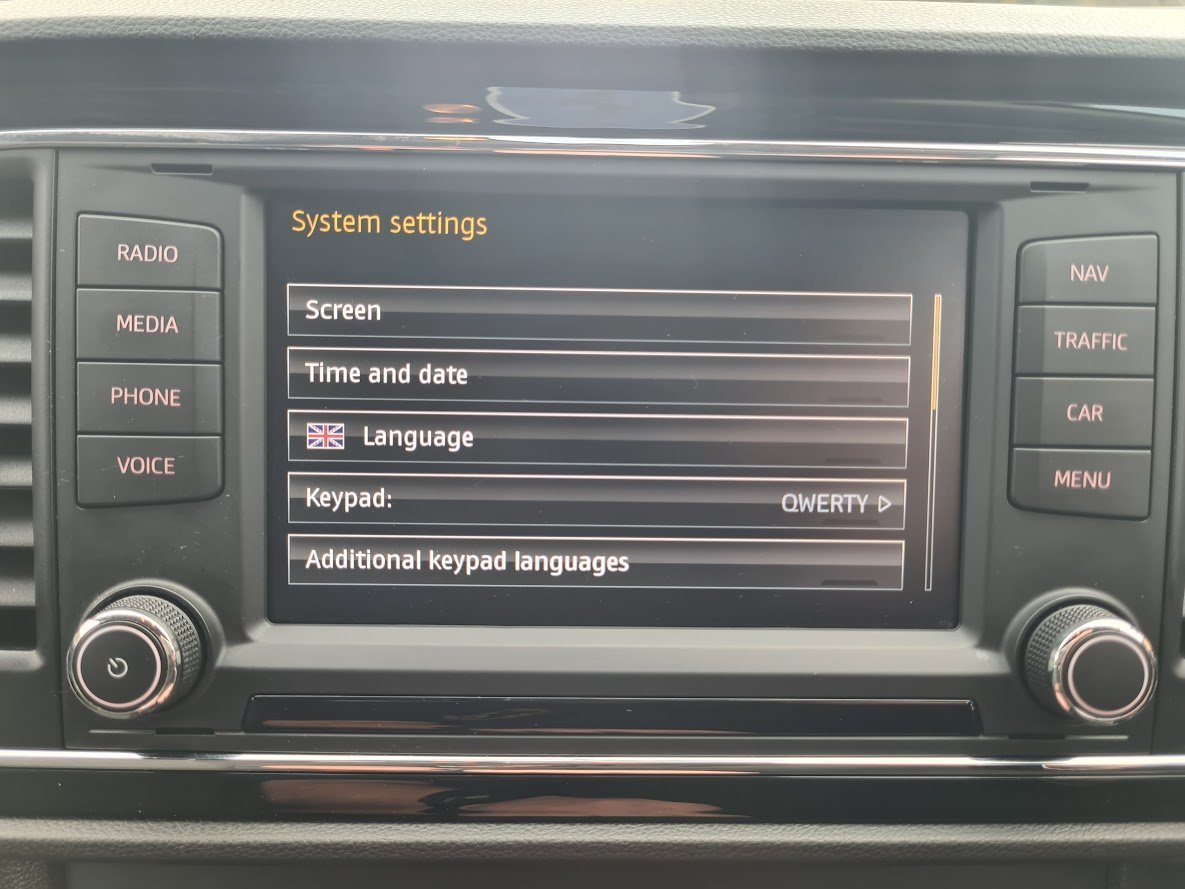 System settings
RADIO
MEDIA
PHONE
VOICE
Screen
Time and date
Language
Keypad: QWERTY
Additional keypad languages
NAV
TRAFFIC
CAR
MENU